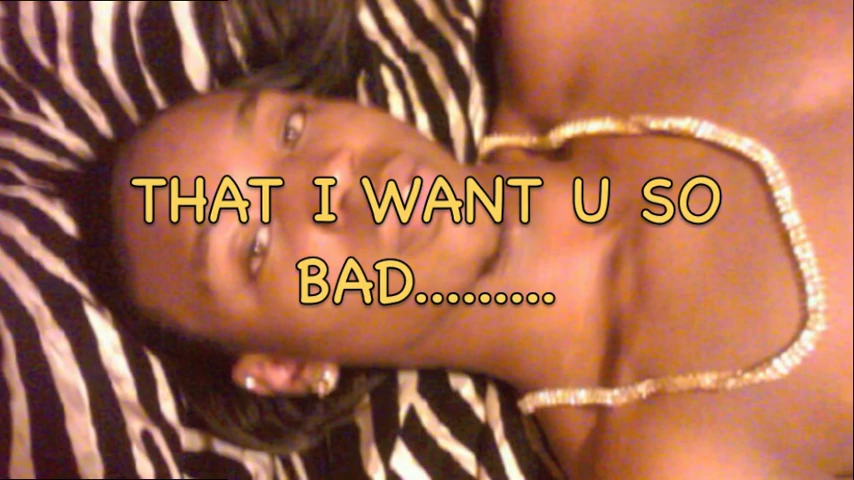 THAT I WANT U SO
BAD.........